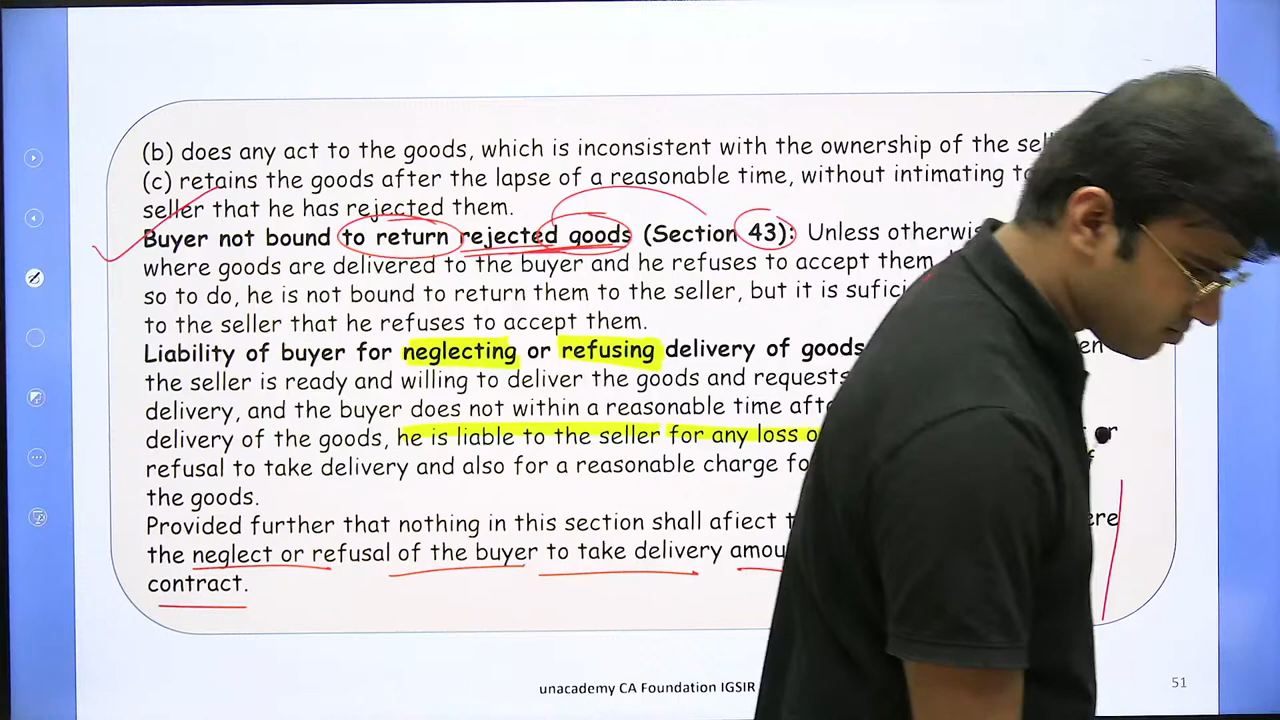 (b) does any act to the goods, which is inconsistent with the ownership of the
(c) retains the goods after the lapse of a reasonable time, without intimating
seller that he has rejected them.
Buyer not bound to return rejected goods (Section 43): Unless
where goods are delivered to the buyer and he refuses to accept them,
so to do, he is not bound to return them to the seller, but it is
to the seller that he refuses to accept them.
Liability of buyer for neglecting or refusing delivery of goods
the seller is ready and willing to deliver the goods and requests
delivery, and the buyer does not within a reasonable time
delivery of the goods, he is liable to the seller for any loss
refusal to take delivery and also for a reasonable charge
the goods.
Provided further that nothing in this section shall afiect
the neglect or refusal of the buyer to take delivery
contract.
unacademy CA Foundation IGSIR
51